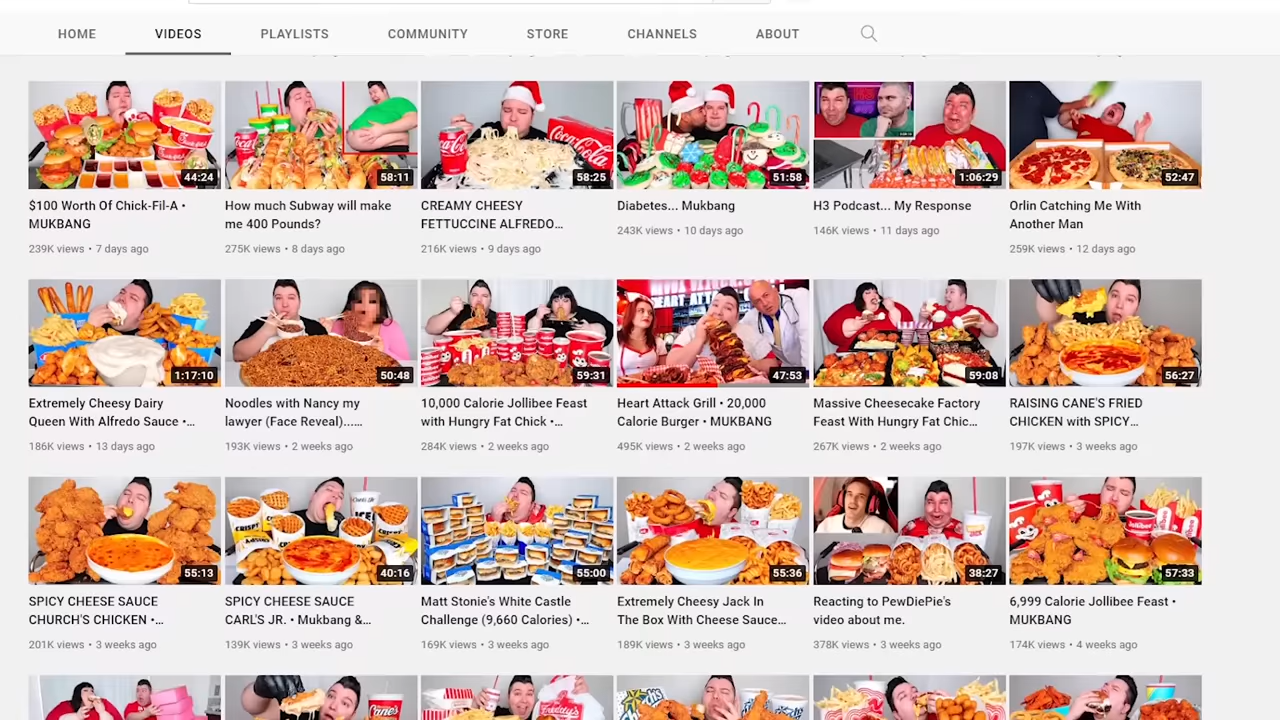 HOME VIDEOS PLAYLISTS COMMUNITY STORE CHANNELS ABOUT
44:24 58:11 58:25 51:58 1:06:29 52:47
$100 Worth Of Chick-Fil-A •
MUKBANG
239K views • 7 days ago
How much Subway will make
me 400 Pounds?
275K views • 8 days ago
CREAMY CHEESY
FETTUCCINE ALFREDO…
216K views • 9 days ago
Diabetes... Mukbang
243K views • 10 days ago
H3 Podcast... My Response
146K views • 11 days ago
Orlin Catching Me With
Another Man
259K views • 12 days ago
1:17:10 50:48 59:31 47:53 59:08 56:27
Extremely Cheesy Dairy
Queen With Alfredo Sauce •…
186K views • 13 days ago
Noodles with Nancy my
lawyer (Face Reveal)……
193K views • 2 weeks ago
10,000 Calorie Jollibee Feast
with Hungry Fat Chick •…
284K views • 2 weeks ago
Heart Attack Grill • 20,000
Calorie Burger • MUKBANG
495K views • 2 weeks ago
Massive Cheesecake Factory
Feast With Hungry Fat Chic…
267K views • 2 weeks ago
RAISING CANE'S FRIED
CHICKEN with SPICY…
197K views • 3 weeks ago
55:13 40:16 55:00 55:36 38:27 57:33
SPICY CHEESE SAUCE
CHURCH'S CHICKEN •…
201K views • 3 weeks ago
SPICY CHEESE SAUCE
CARL'S JR. • Mukbang &…
139K views • 3 weeks ago
Matt Stonie's White Castle
Challenge (9,660 Calories) •…
169K views • 3 weeks ago
Extremely Cheesy Jack In
The Box With Cheese Sauce…
189K views • 3 weeks ago
Reacting to PewDiePie's
video about me.
378K views • 3 weeks ago
6,999 Calorie Jollibee Feast •
MUKBANG
174K views • 4 weeks ago